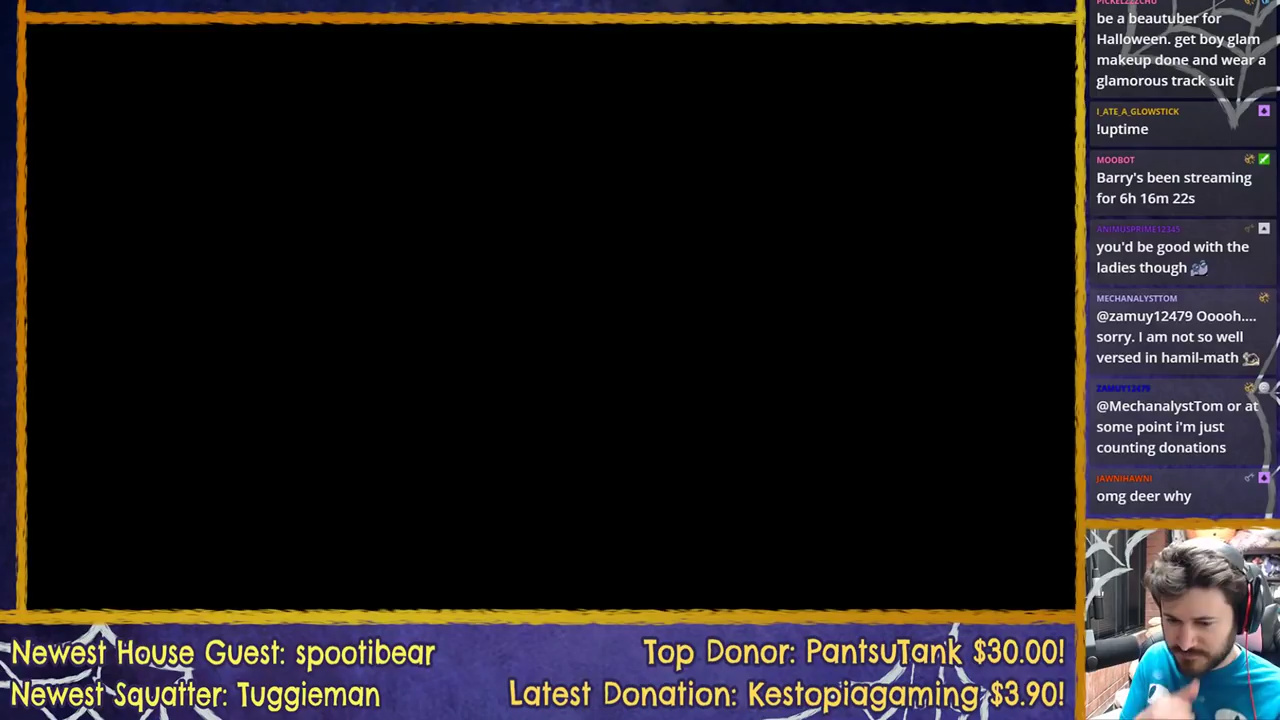 PICKELZZZCHU
be a beautuber for
Halloween. get boy glam
makeup done and wear a
glamorous track suit
I_ATE_A_GLOWSTICK
!uptime
MOOBOT
Barry's been streaming
for 6h 16m 22s
ANIMUSPRIME12345
you'd be good with the
ladies though
MECHANALYSTTOM
@zamuy12479 Ooooh....
sorry. I am not so well
versed in hamil-math
ZAMUY12479
@MechanalystTom or at
some point i'm just
counting donations
JAWNIHAWNI
omg deer why
Newest House Guest: spootibear
Newest Squatter: Tuggieman
Top Donor: PantsuTank $30.00!
Latest Donation: Kestopiagaming $3.90!